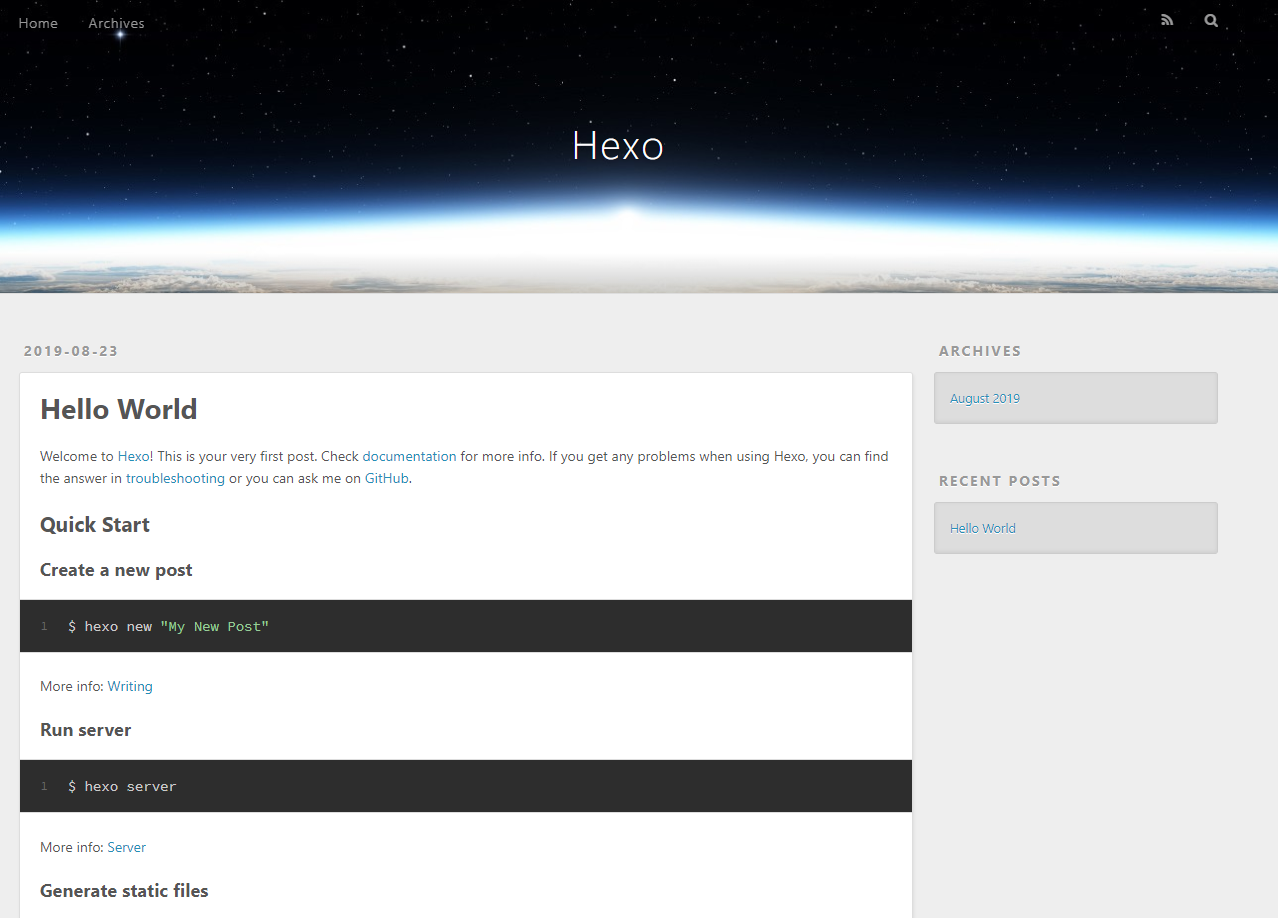 Home Archives
Hexo
2019-08-23
Hello World
Welcome to Hexo! This is your very first post. Check documentation for more info. If you get any problems when using Hexo, you can find
the answer in troubleshooting or you can ask me on GitHub.
Quick Start
Create a new post
1 $ hexo new "My New Post"
More info: Writing
Run server
1 $ hexo server
More info: Server
Generate static files
ARCHIVES
August 2019
RECENT POSTS
Hello World